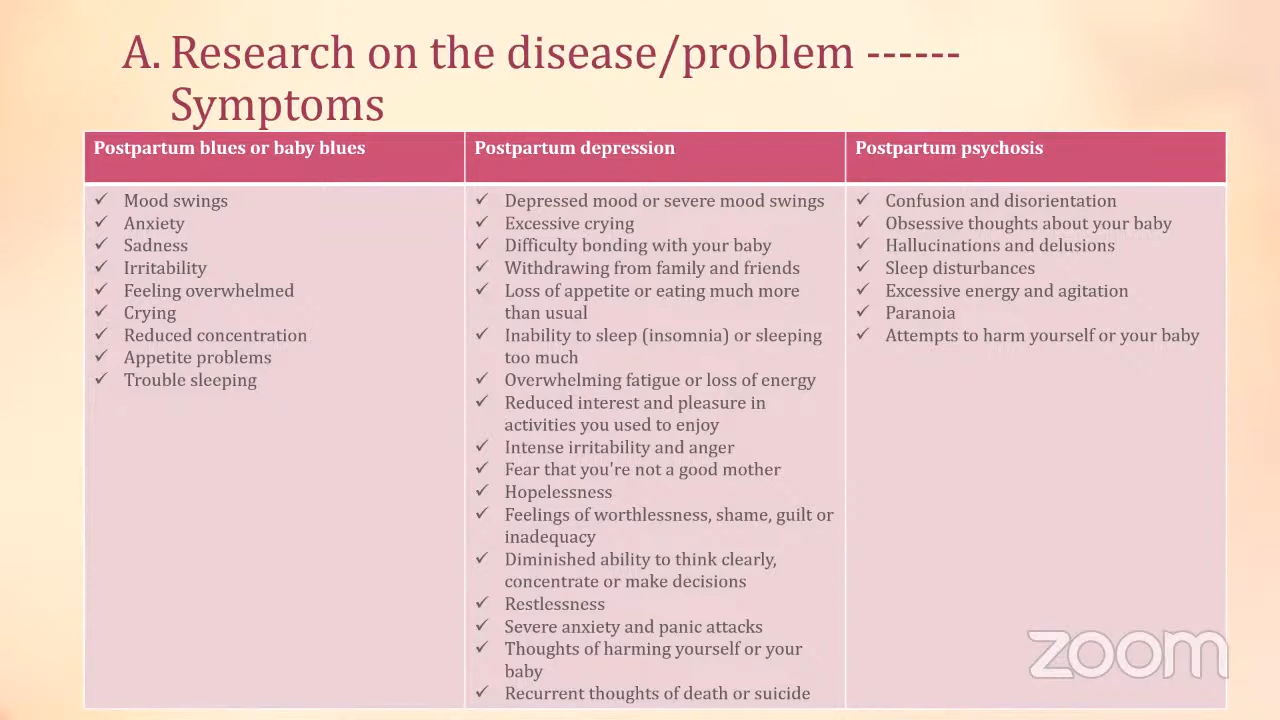 A. Research on the disease/problem ------
Symptoms
Postpartum blues or baby blues
Mood swings
Anxiety
Sadness
Irritability
Feeling overwhelmed
Crying
Reduced concentration
Appetite problems
Trouble sleeping
Postpartum depression
Depressed mood or severe mood swings
Excessive crying
Difficulty bonding with your baby
Withdrawing from family and friends
Loss of appetite or eating much more
than usual
Inability to sleep (insomnia) or sleeping
too much
Overwhelming fatigue or loss of energy
Reduced interest and pleasure in
activities you used to enjoy
Intense irritability and anger
Fear that you're not a good mother
Hopelessness
Feelings of worthlessness, shame, guilt or
inadequacy
Diminished ability to think clearly,
concentrate or make decisions
Restlessness
Severe anxiety and panic attacks
Thoughts of harming yourself or your
baby
Recurrent thoughts of death or suicide
Postpartum psychosis
Confusion and disorientation
Obsessive thoughts about your baby
Hallucinations and delusions
Sleep disturbances
Excessive energy and agitation
Paranoia
Attempts to harm yourself or your baby
zoom